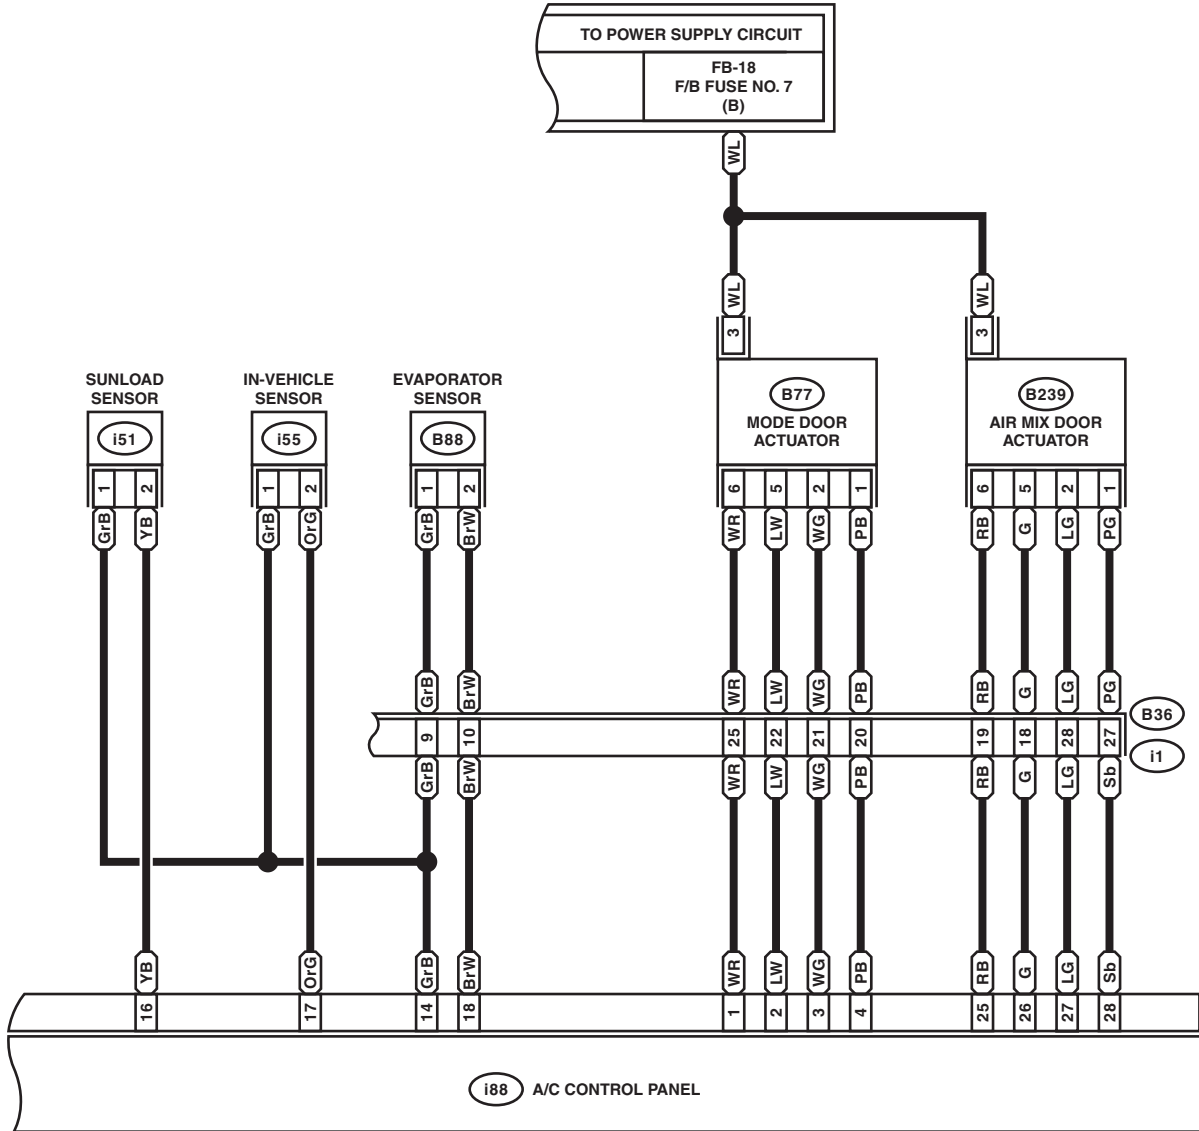 TO POWER SUPPLY CIRCUIT
FB-18
F/B FUSE NO. 7
(B)
WL
WL WL
3 3
SUNLOAD
SENSOR
IN-VEHICLE
SENSOR
EVAPORATOR
SENSOR
i51 i55 B88
B77
MODE DOOR
ACTUATOR
B239
AIR MIX DOOR
ACTUATOR
1 2 1 2 1 2 6 5 2 1 6 5 2 1
GrB YB GrB OrG GrB BrW WR LW WG PB RB G LG PG
GrB BrW WR LW WG PB RB G LG PG
B36
9 10 25 22 21 20 19 18 28 27
i1
GrB BrW WR LW WG PB RB G LG Sb
YB OrG GrB BrW WR LW WG PB RB G LG Sb
16 17 14 18 1 2 3 4 25 26 27 28
i88 A/C CONTROL PANEL